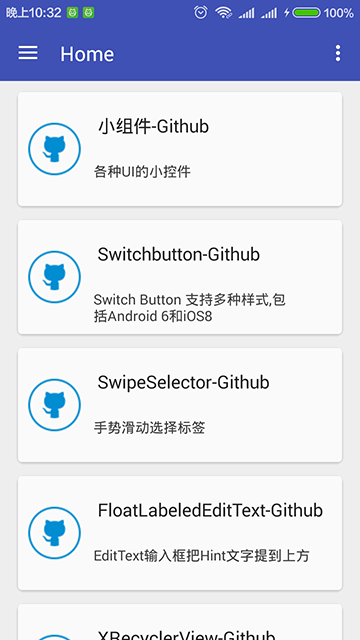 晚上10:32
100%
Home
小组件-Github
各种UI的小控件
Switchbutton-Github
Switch Button 支持多种样式,包
括Android 6和iOS8
SwipeSelector-Github
手势滑动选择标签
FloatLabeledEditText-Github
EditText输入框把Hint文字提到上方
XRecyclerView-Github